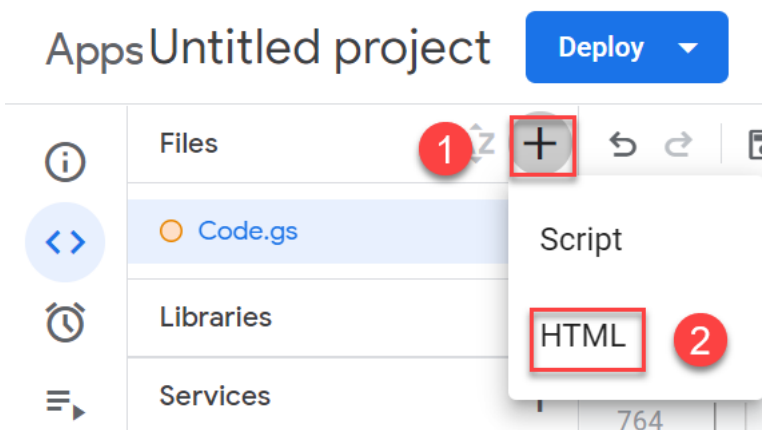 Apps Untitled project
Deploy
Files
1
Z
+
Code.gs
Script
Libraries
HTML
2
Services
764